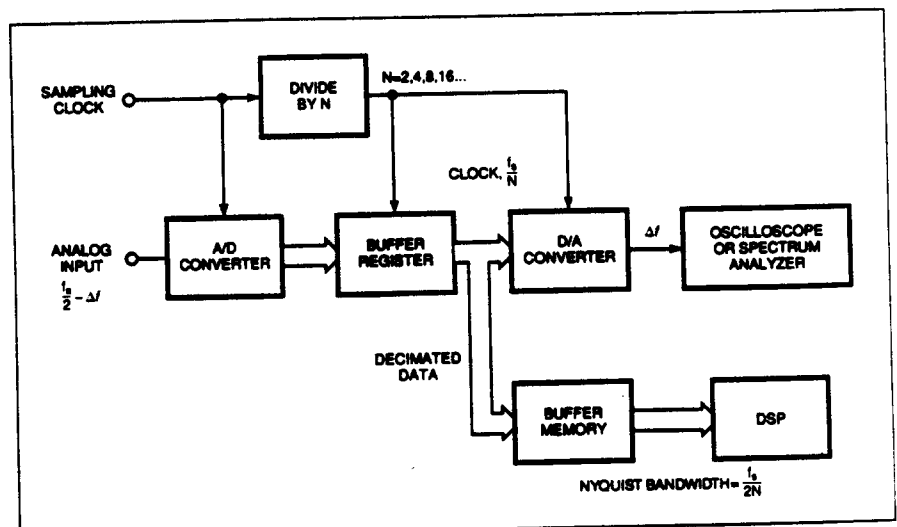 SAMPLING
CLOCK
DIVIDE
BY N
N=2,4,8,16...
CLOCK, fs/N
ANALOG
INPUT
fs/2 – Δf
A/D
CONVERTER
BUFFER
REGISTER
D/A
CONVERTER
Δf
OSCILLOSCOPE
OR SPECTRUM
ANALYZER
DECIMATED
DATA
BUFFER
MEMORY
DSP
NYQUIST BANDWIDTH= fs/2N